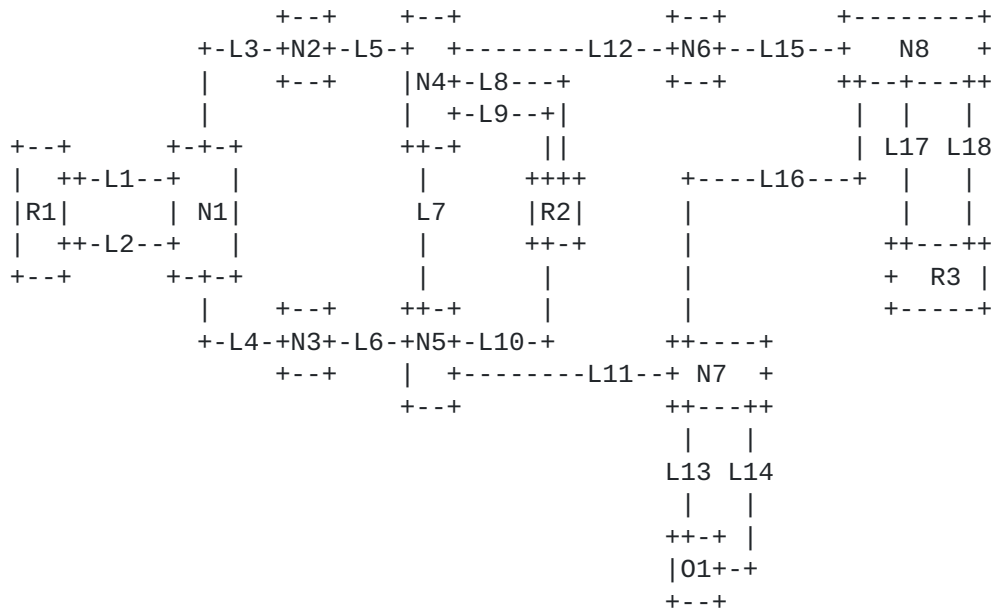 +--+    +--+             +--+       +--------+
            +-L3-+N2+-L5-+  +--------L12--+N6+--L15--+   N8   +
            |    +--+    |N4+-L8---+      +--+       ++--+---++
            |            |  +-L9--+|                  |  |   |
+--+      +-+-+          ++-+     ||                  | L17 L18
|  ++-L1--+   |           |      ++++      +----L16---+  |   |
|R1|      | N1|           L7     |R2|      |             |   |
|  ++-L2--+   |           |      ++-+      |            ++---++
+--+      +-+-+           |       |        |            +  R3 |
            |    +--+    ++-+     |        |            +-----+
            +-L4-+N3+-L6-+N5+-L10-+       ++----+
                 +--+    |  +--------L11--+ N7  +
                         +--+             ++---++
                                           |   |
                                          L13 L14
                                           |   |
                                          ++-+ |
                                          |O1+-+
                                          +--+